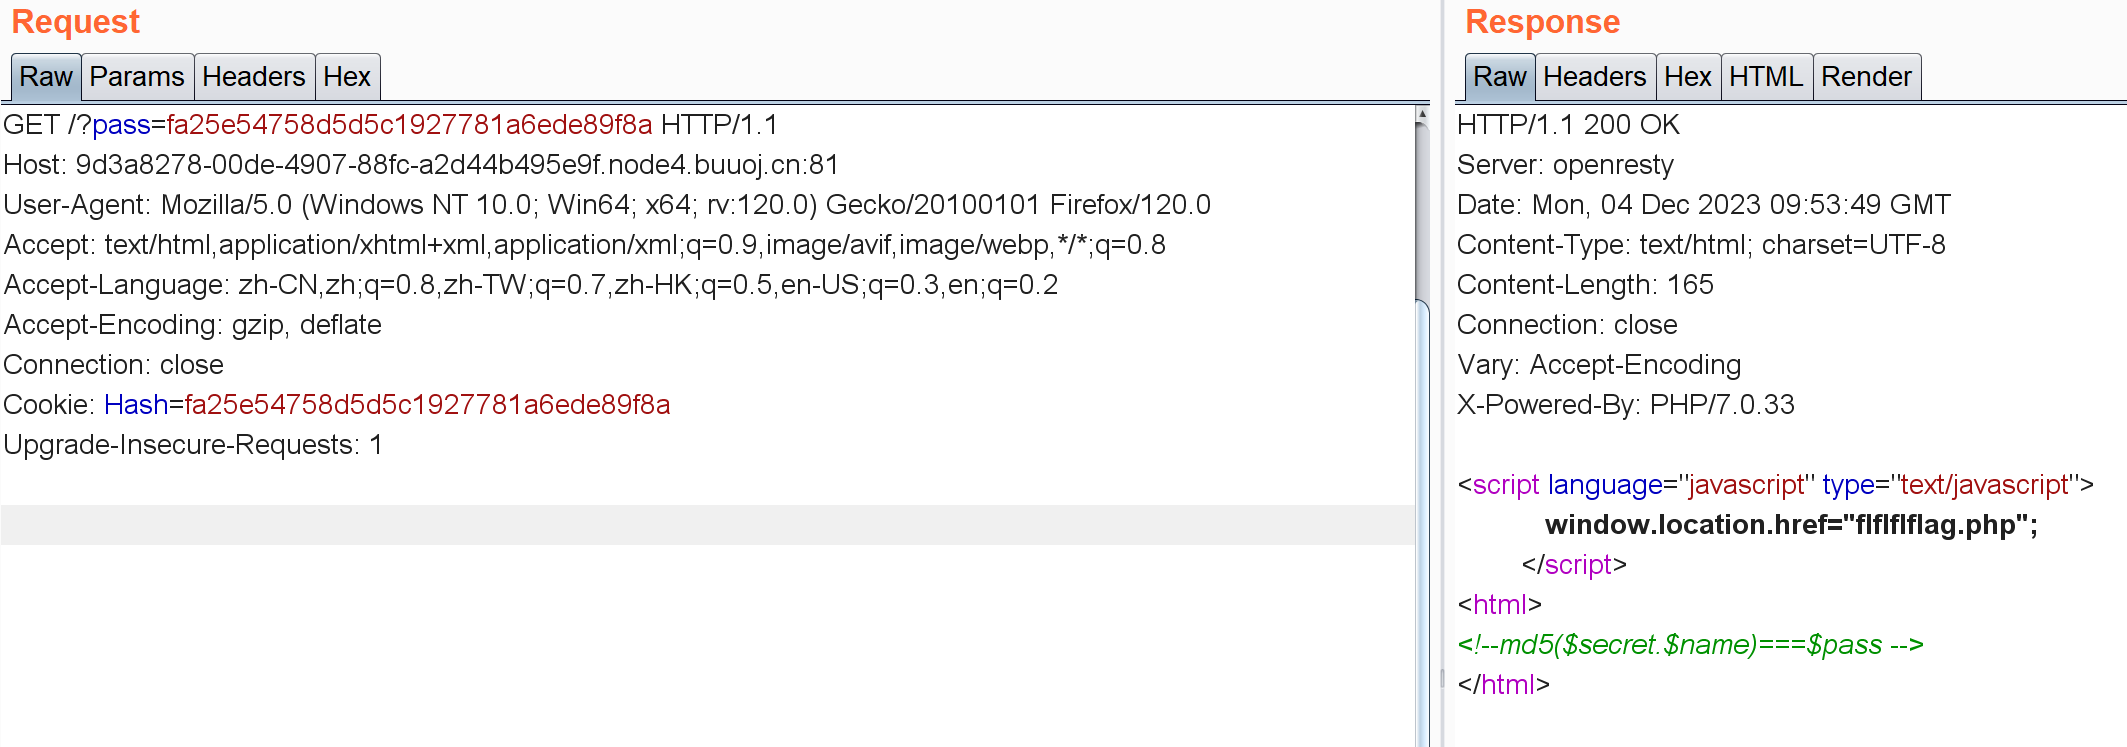 Request
Raw Params Headers Hex
GET /?pass=fa25e54758d5d5c1927781a6ede89f8a HTTP/1.1
Host: 9d3a8278-00de-4907-88fc-a2d44b495e9f.node4.buuoj.cn:81
User-Agent: Mozilla/5.0 (Windows NT 10.0; Win64; x64; rv:120.0) Gecko/20100101 Firefox/120.0
Accept: text/html,application/xhtml+xml,application/xml;q=0.9,image/avif,image/webp,*/*;q=0.8
Accept-Language: zh-CN,zh;q=0.8,zh-TW;q=0.7,zh-HK;q=0.5,en-US;q=0.3,en;q=0.2
Accept-Encoding: gzip, deflate
Connection: close
Cookie: Hash=fa25e54758d5d5c1927781a6ede89f8a
Upgrade-Insecure-Requests: 1
Response
Raw Headers Hex HTML Render
HTTP/1.1 200 OK
Server: openresty
Date: Mon, 04 Dec 2023 09:53:49 GMT
Content-Type: text/html; charset=UTF-8
Content-Length: 165
Connection: close
Vary: Accept-Encoding
X-Powered-By: PHP/7.0.33
<script language="javascript" type="text/javascript">
window.location.href="flflflflag.php";
</script>
<html>
<!--md5($secret.$name)===$pass -->
</html>